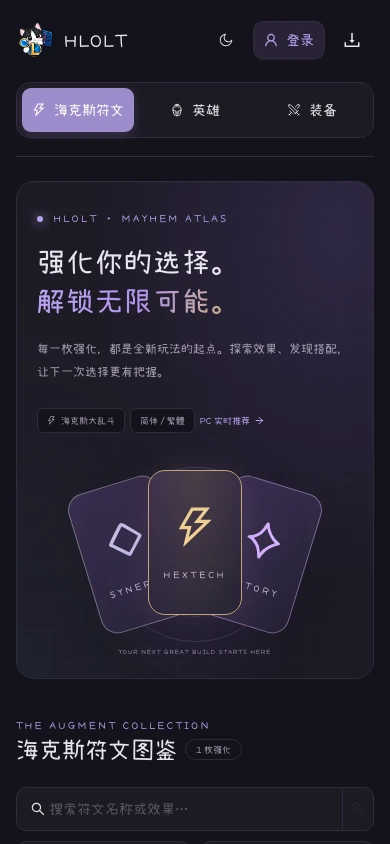 HLOLT
登录
海克斯符文
英雄
装备
HLOLT • MAYHEM ATLAS
强化你的选择。
解锁无限可能。
每一枚强化，都是全新玩法的起点。探索效果、发现搭配，
让下一次选择更有把握。
海克斯大乱斗
简体 / 繁體
PC 实时推荐 →
SYNER
HEXTECH
TORY
YOUR NEXT GREAT BUILD STARTS HERE
THE AUGMENT COLLECTION
海克斯符文图鉴
1 枚强化
搜索符文名称或效果…